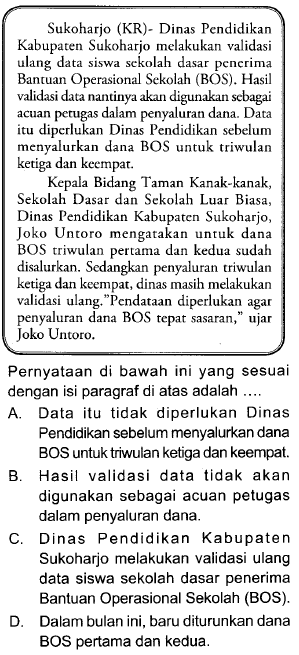 Sukoharjo (KR)- Dinas Pendidikan
Kabupaten Sukoharjo melakukan validasi
ulang data siswa sekolah dasar penerima
Bantuan Operasional Sekolah (BOS). Hasil
validasi data nantinya akan digunakan sebagai
acuan petugas dalam penyaluran dana. Data
itu diperlukan Dinas Pendidikan sebelum
menyalurkan dana BOS untuk triwulan
ketiga dan keempat.
Kepala Bidang Taman Kanak-kanak,
Sekolah Dasar dan Sekolah Luar Biasa,
Dinas Pendidikan Kabupaten Sukoharjo,
Joko Untoro mengatakan untuk dana
BOS triwulan pertama dan kedua sudah
disalurkan. Sedangkan penyaluran triwulan
ketiga dan keempat, dinas masih melakukan
validasi ulang."Pendataan diperlukan agar
penyaluran dana BOS tepat sasaran," ujar
Joko Untoro.
Pernyataan di bawah ini yang sesuai
dengan isi paragraf di atas adalah ....
A. Data itu tidak diperlukan Dinas
Pendidikan sebelum menyalurkan dana
BOS untuk triwulan ketiga dan keempat.
B. Hasil validasi data tidak akan
digunakan sebagai acuan petugas
dalam penyaluran dana.
C. Dinas Pendidikan Kabupaten
Sukoharjo melakukan validasi ulang
data siswa sekolah dasar penerima
Bantuan Operasional Sekolah (BOS).
D. Dalam bulan ini, baru diturunkan dana
BOS pertama dan kedua.